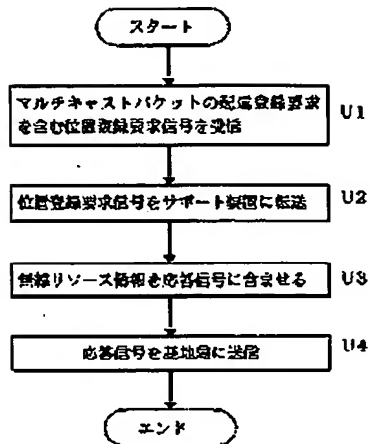 スタート
マルチキャストパケットの配送登録要求
を含む位置登録要求信号を受信
U1
位置登録要求信号をサポート装置に転送
U2
無線リソース情報を応答信号に含ませる
U3
応答信号を基地局に送信
U4
エンド